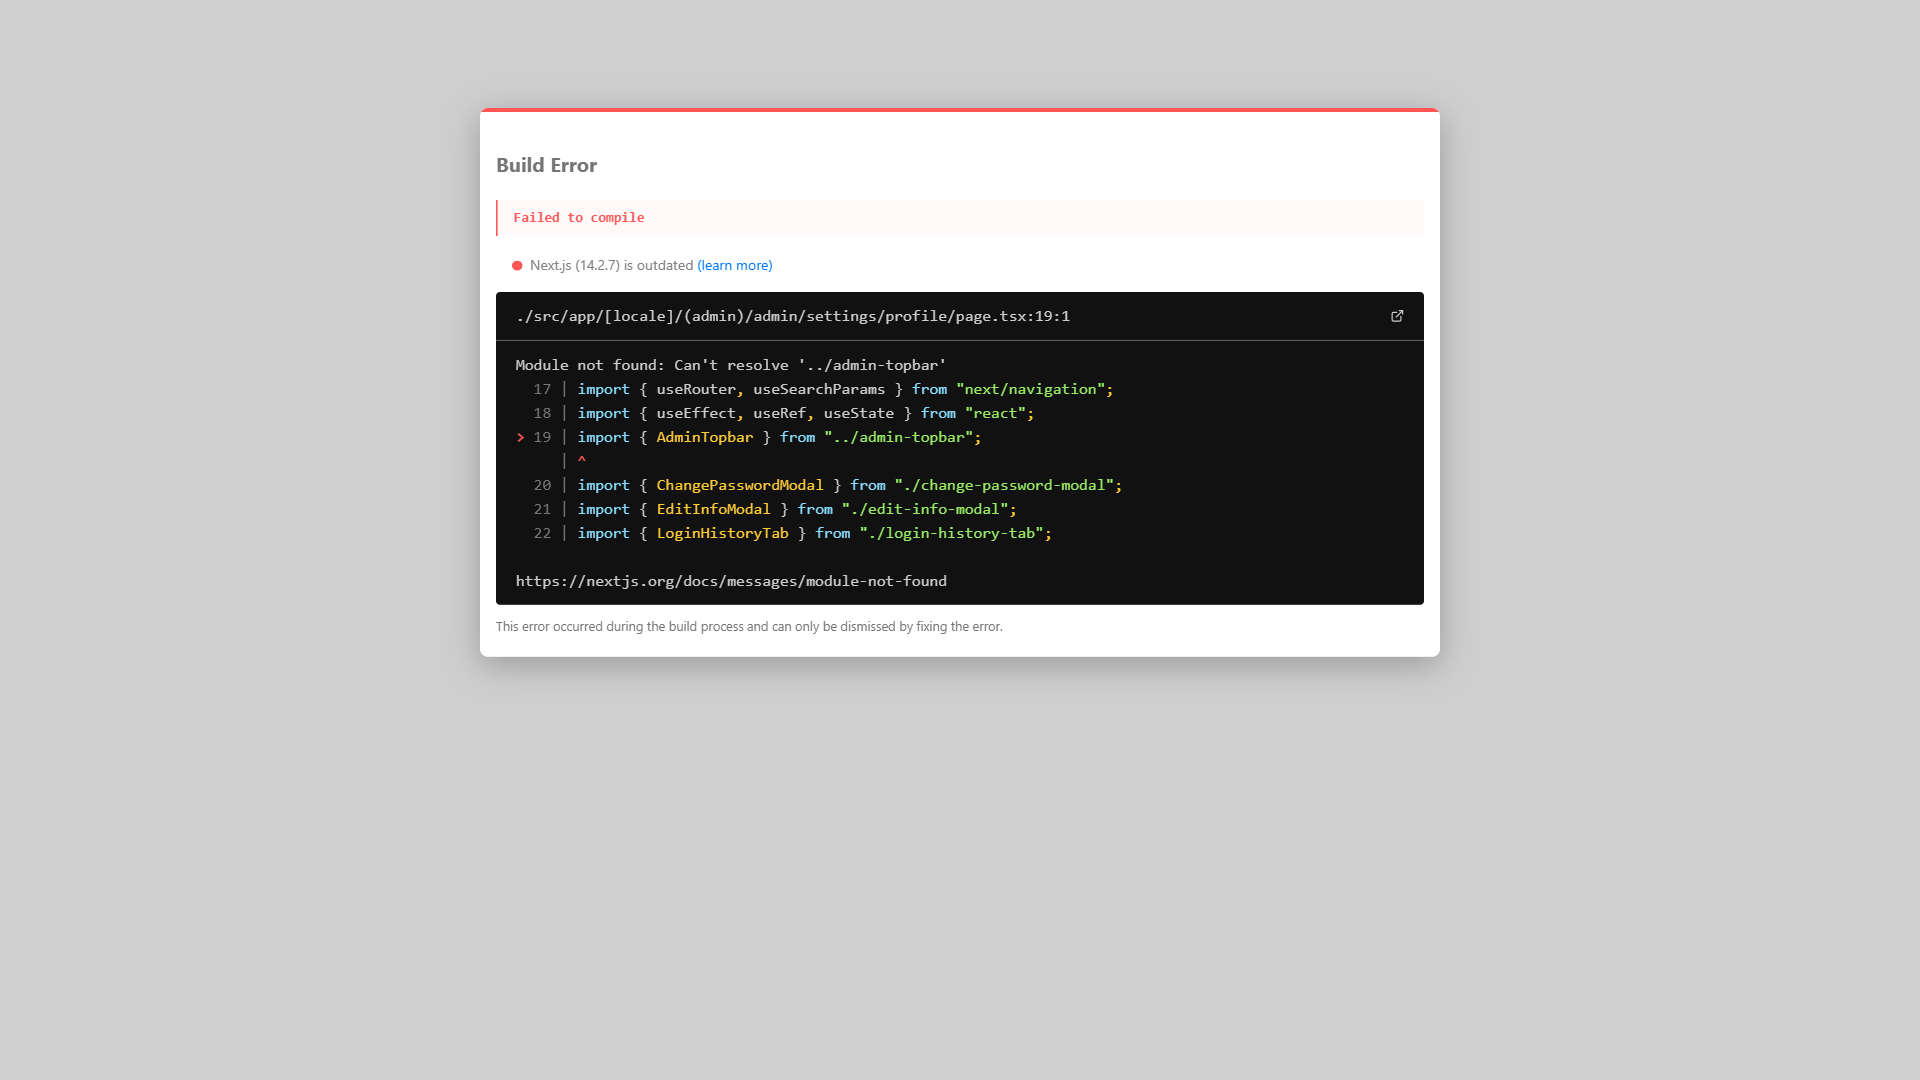 Build Error
Failed to compile
Next.js (14.2.7) is outdated (learn more)
./src/app/[locale]/(admin)/admin/settings/profile/page.tsx:19:1
Module not found: Can't resolve '../admin-topbar'
17 | import { useRouter, useSearchParams } from "next/navigation";
18 | import { useEffect, useRef, useState } from "react";
> 19 | import { AdminTopbar } from "../admin-topbar";
| ^
20 | import { ChangePasswordModal } from "./change-password-modal";
21 | import { EditInfoModal } from "./edit-info-modal";
22 | import { LoginHistoryTab } from "./login-history-tab";
https://nextjs.org/docs/messages/module-not-found
This error occurred during the build process and can only be dismissed by fixing the error.